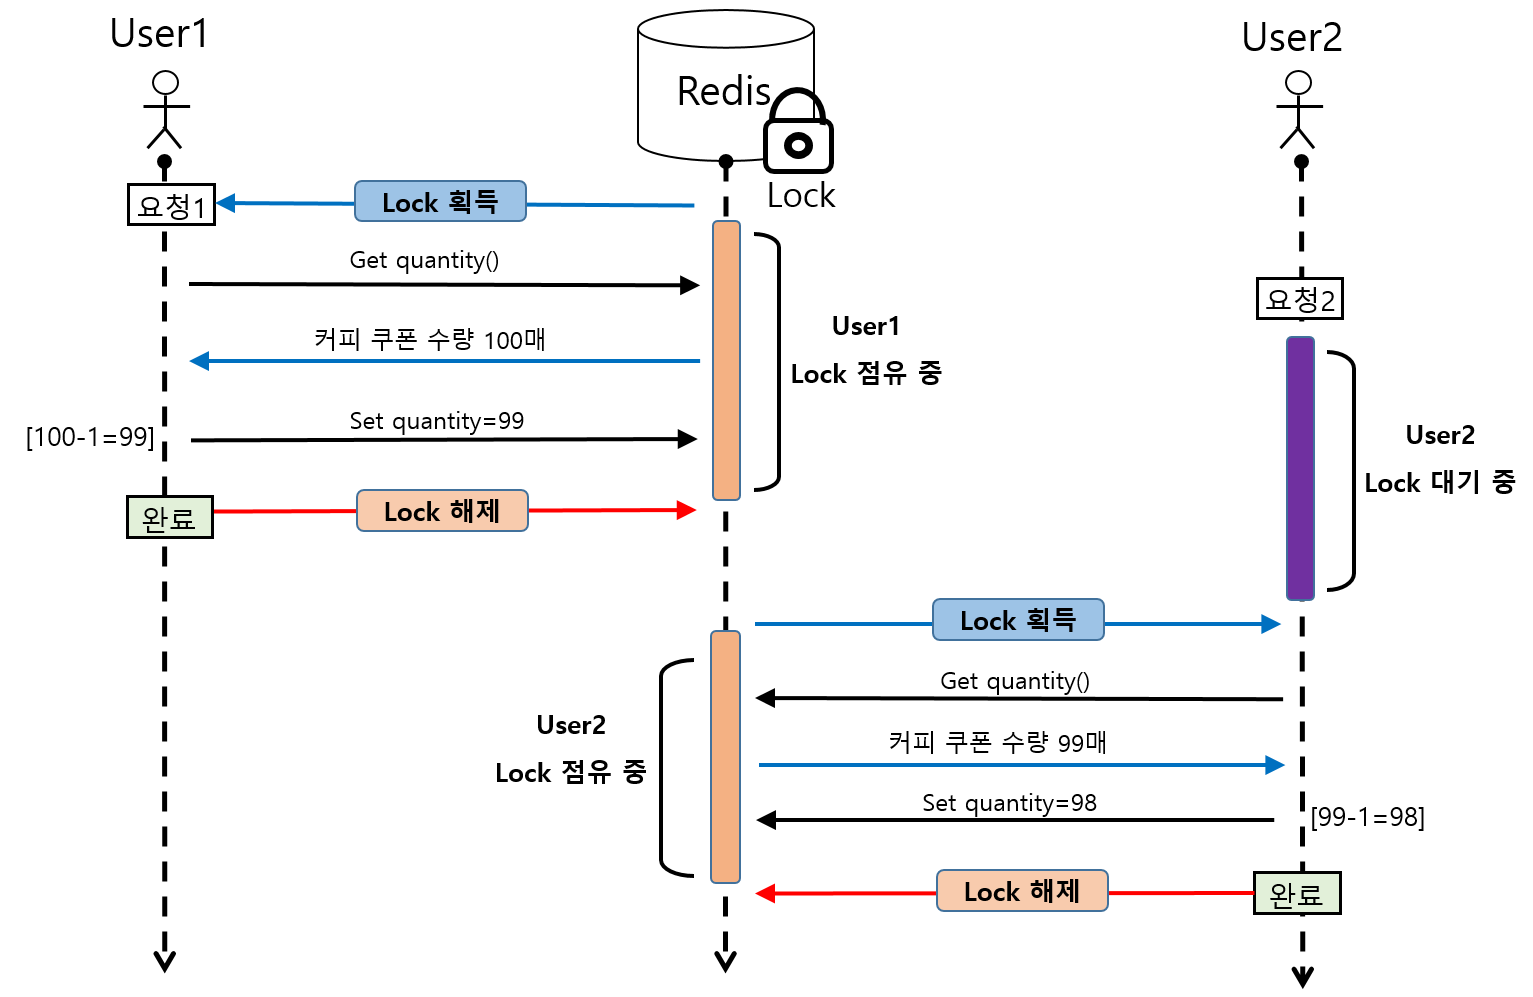 User1
Redis
User2
Lock
요청1
Lock 획득
Get quantity()
요청2
커피 쿠폰 수량 100매
User1
Lock 점유 중
Set quantity=99
[100-1=99]
User2
Lock 대기 중
완료
Lock 해제
Lock 획득
Get quantity()
User2
Lock 점유 중
커피 쿠폰 수량 99매
Set quantity=98
[99-1=98]
Lock 해제
완료